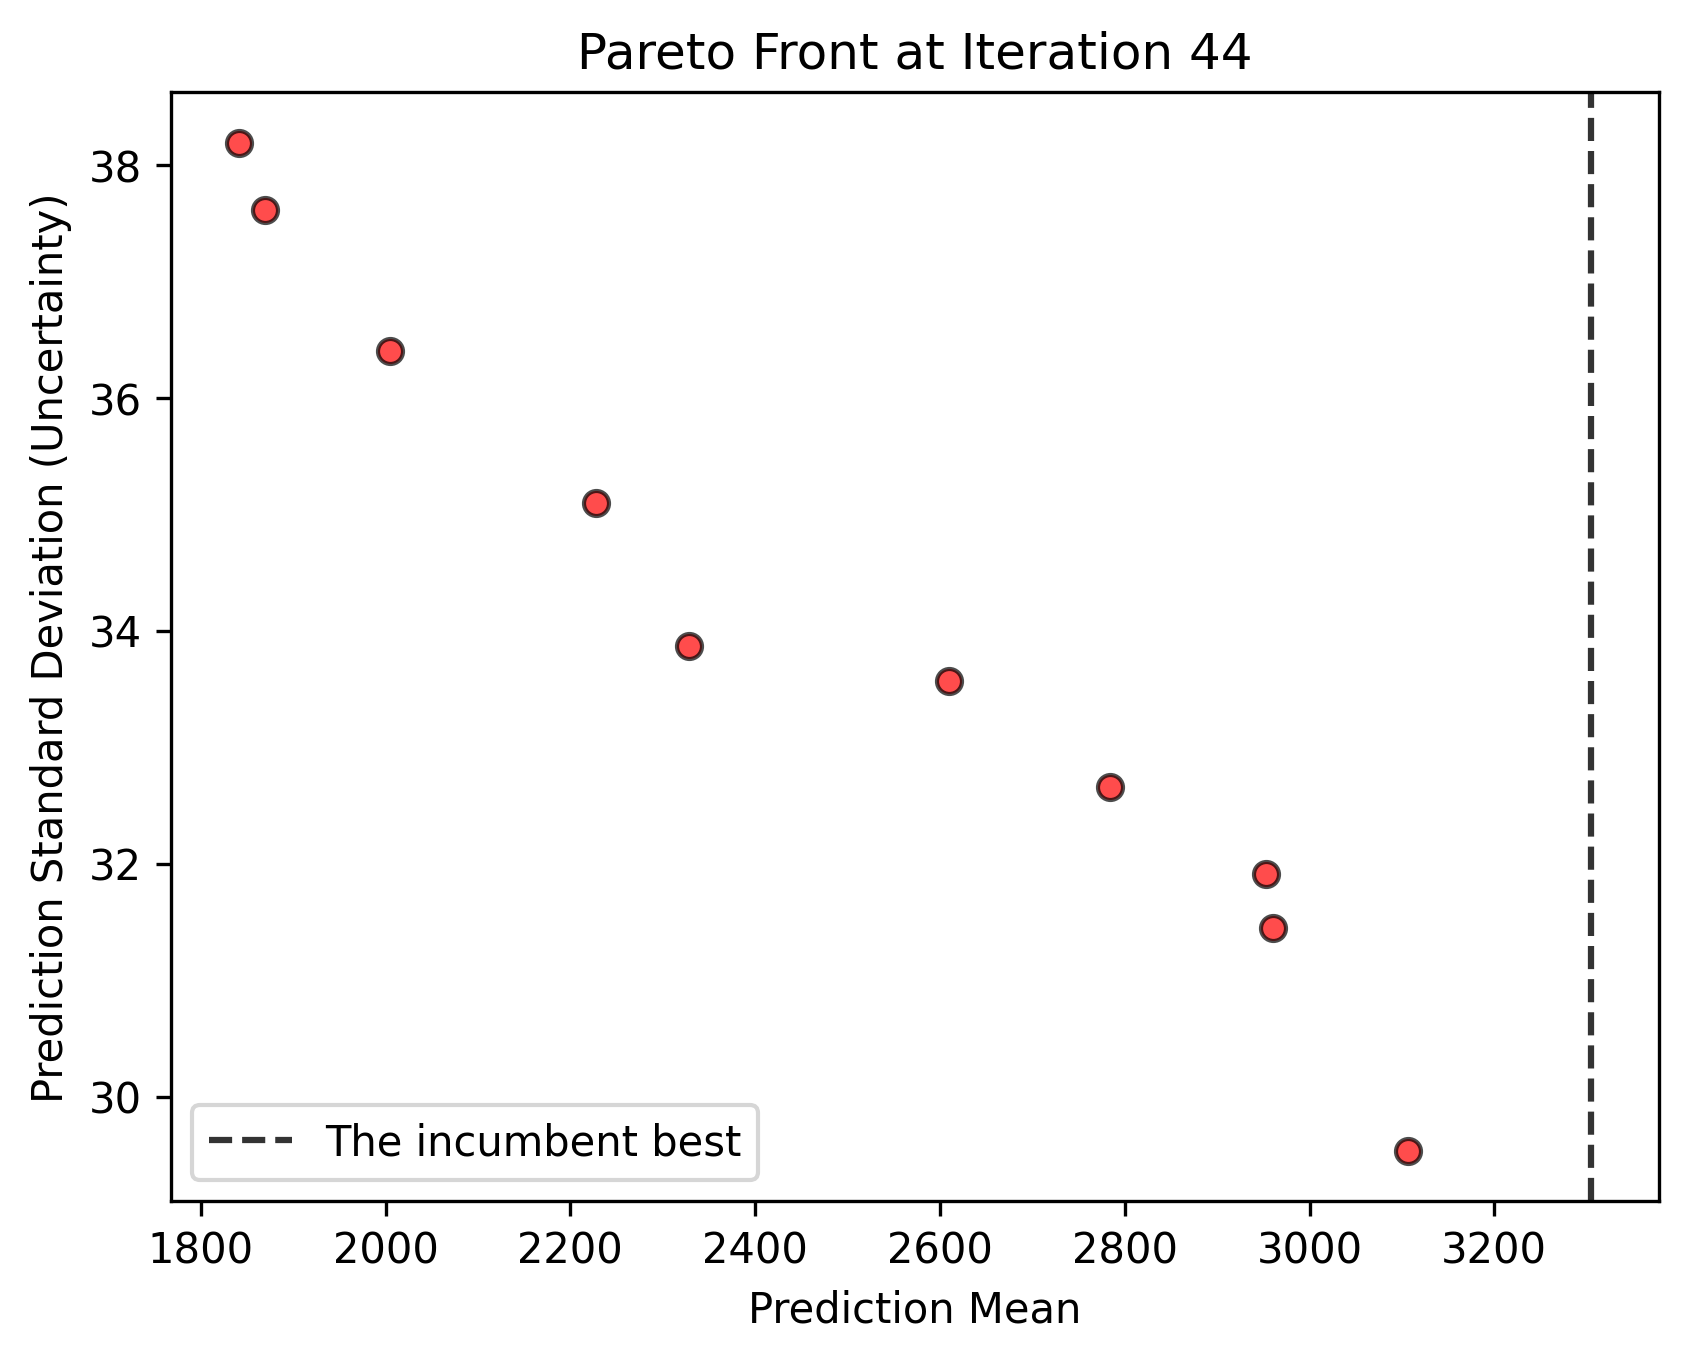 Pareto Front at Iteration 44
Prediction Standard Deviation (Uncertainty)
38
36
34
32
30
The incumbent best
1800 2000 2200 2400 2600 2800 3000 3200
Prediction Mean